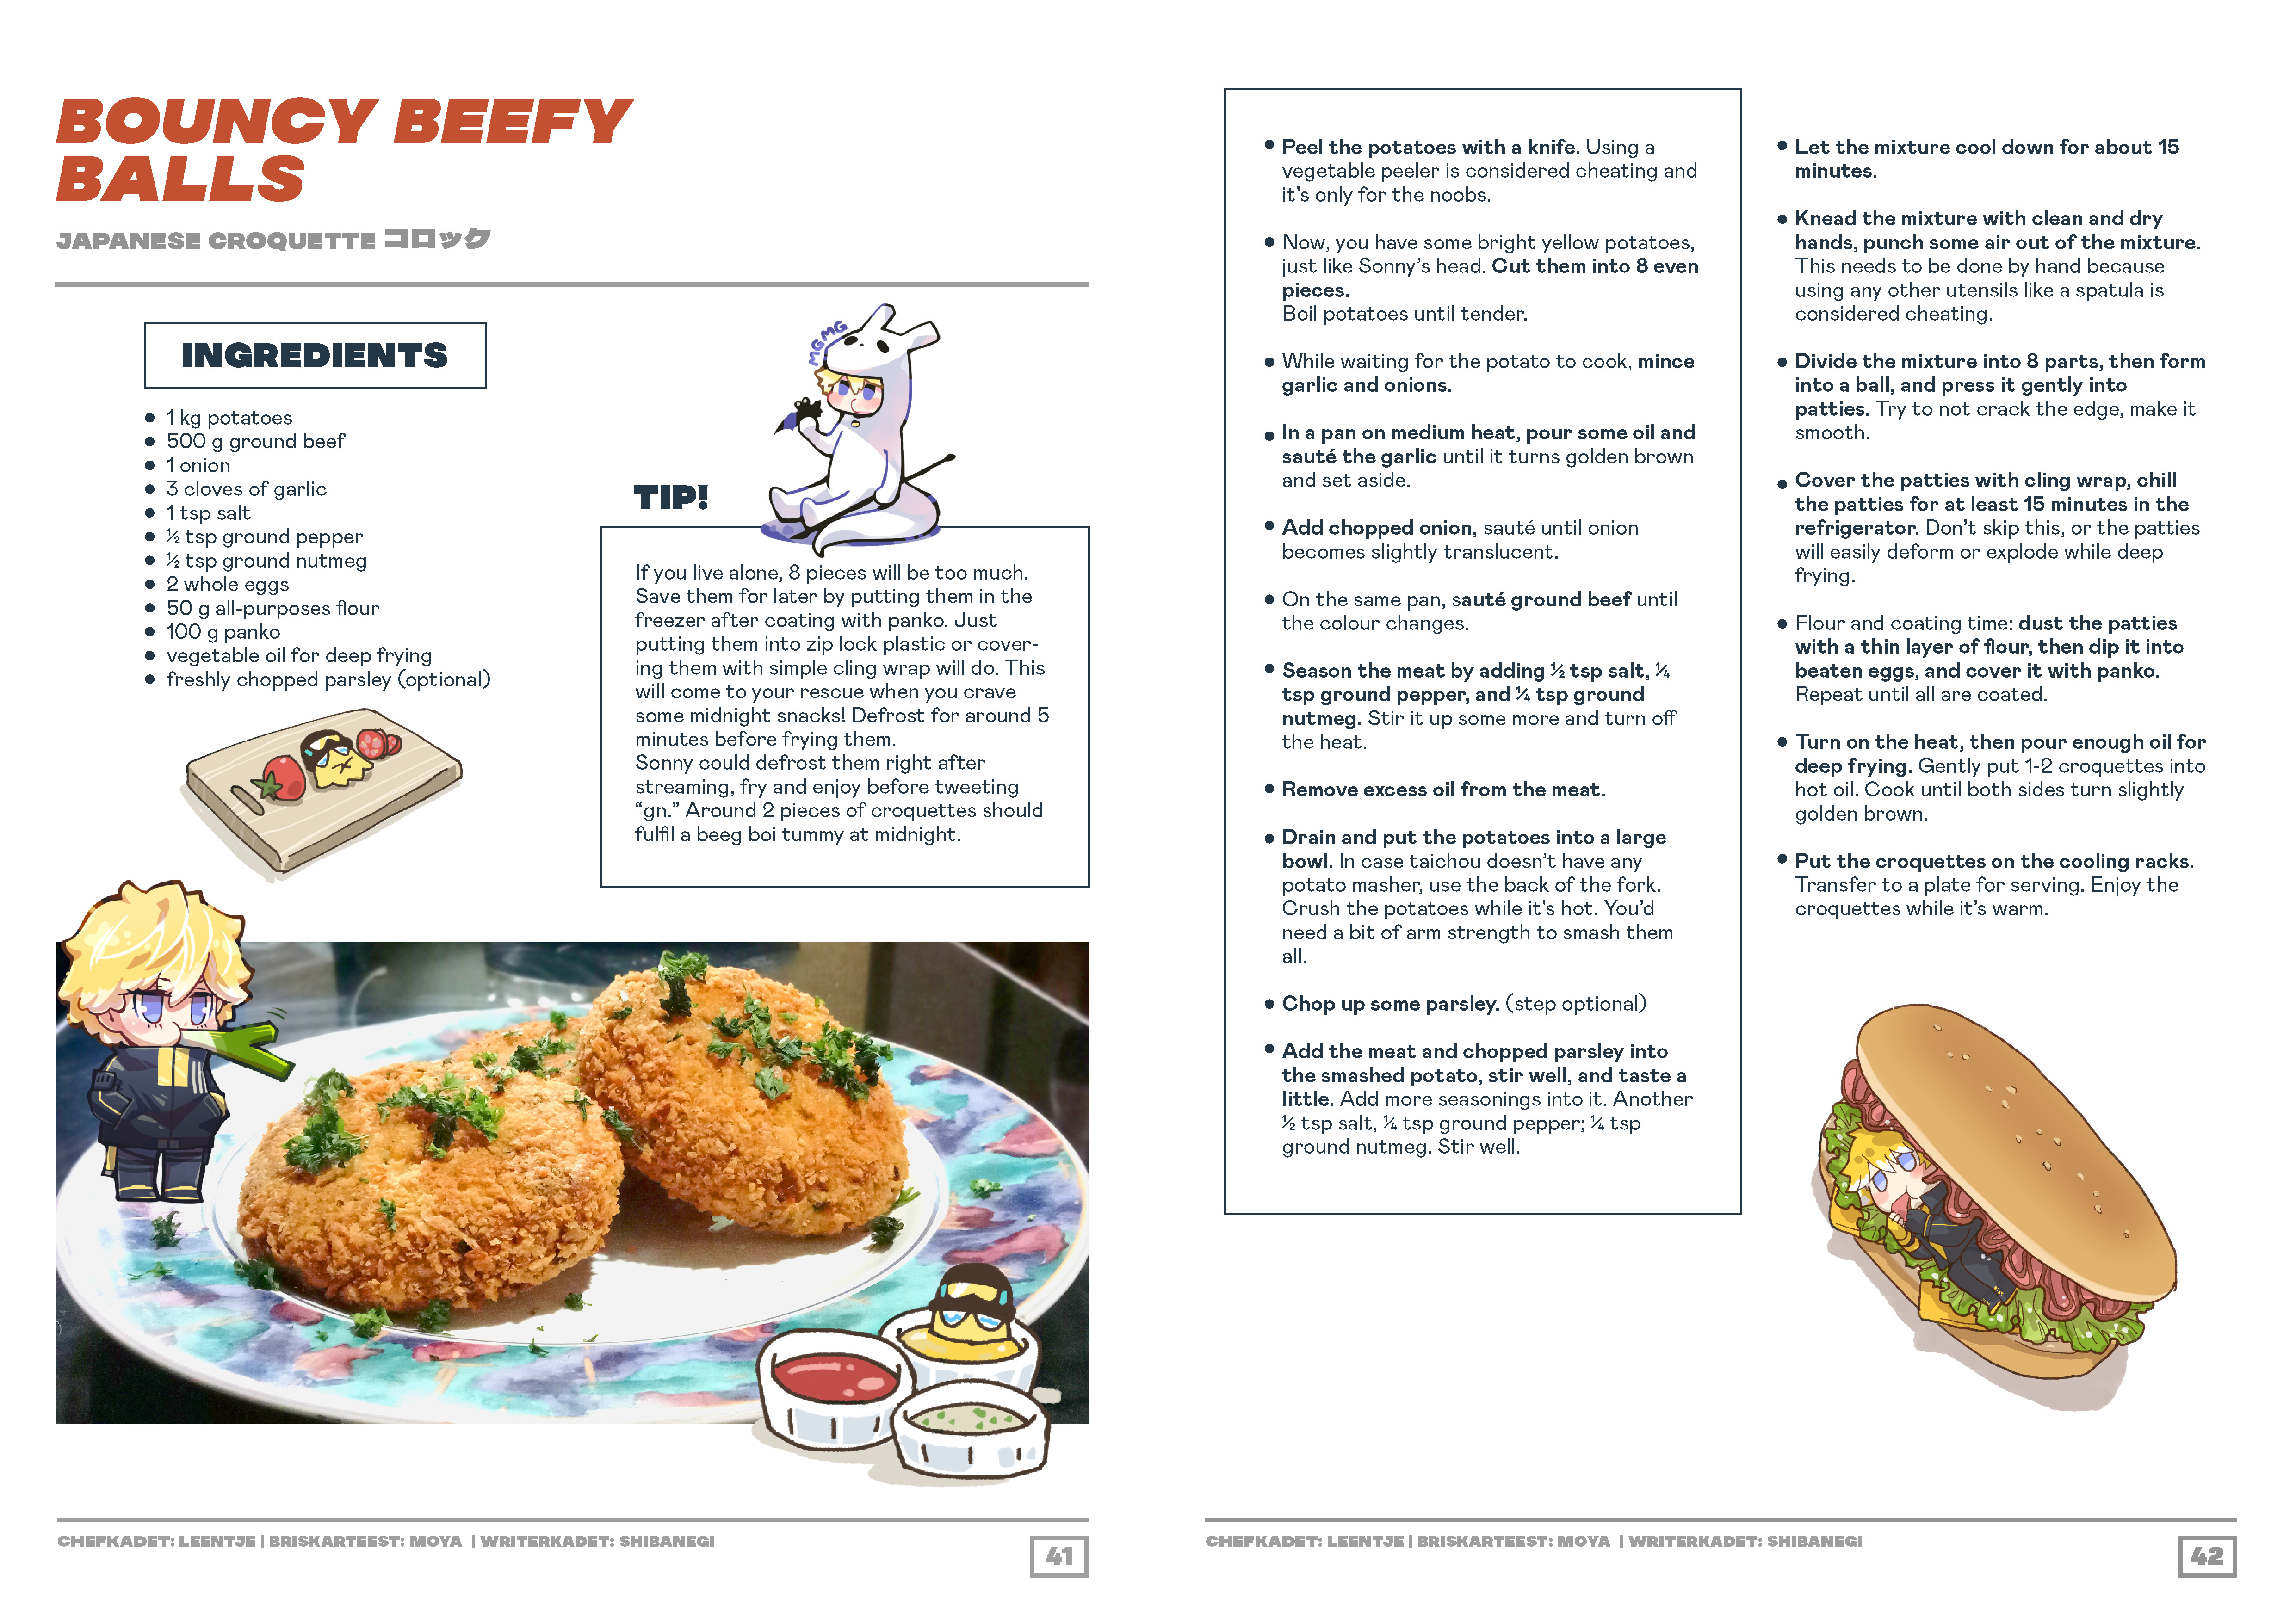 BOUNCY BEEFY
BALLS
JAPANESE CROQUETTE コロッケ
INGREDIENTS
• 1 kg potatoes
• 500 g ground beef
• 1 onion
• 3 cloves of garlic
• 1 tsp salt
• ½ tsp ground pepper
• ½ tsp ground nutmeg
• 2 whole eggs
• 50 g all-purposes flour
• 100 g panko
• vegetable oil for deep frying
• freshly chopped parsley (optional)
MGMG
TIP!
If you live alone, 8 pieces will be too much.
Save them for later by putting them in the
freezer after coating with panko. Just
putting them into zip lock plastic or cover-
ing them with simple cling wrap will do. This
will come to your rescue when you crave
some midnight snacks! Defrost for around 5
minutes before frying them.
Sonny could defrost them right after
streaming, fry and enjoy before tweeting
“gn.” Around 2 pieces of croquettes should
fulfil a beeg boi tummy at midnight.
CHEFKADET: LEENTJE | BRISKARTEEST: MOYA | WRITERKADET: SHIBANEGI
41
• Peel the potatoes with a knife. Using a
vegetable peeler is considered cheating and
it’s only for the noobs.
• Now, you have some bright yellow potatoes,
just like Sonny’s head. Cut them into 8 even
pieces.
Boil potatoes until tender.
• While waiting for the potato to cook, mince
garlic and onions.
• In a pan on medium heat, pour some oil and
sauté the garlic until it turns golden brown
and set aside.
• Add chopped onion, sauté until onion
becomes slightly translucent.
• On the same pan, sauté ground beef until
the colour changes.
• Season the meat by adding ½ tsp salt, ¼
tsp ground pepper, and ¼ tsp ground
nutmeg. Stir it up some more and turn off
the heat.
• Remove excess oil from the meat.
• Drain and put the potatoes into a large
bowl. In case taichou doesn’t have any
potato masher, use the back of the fork.
Crush the potatoes while it's hot. You’d
need a bit of arm strength to smash them
all.
• Chop up some parsley. (step optional)
• Add the meat and chopped parsley into
the smashed potato, stir well, and taste a
little. Add more seasonings into it. Another
½ tsp salt, ¼ tsp ground pepper; ¼ tsp
ground nutmeg. Stir well.
• Let the mixture cool down for about 15
minutes.
• Knead the mixture with clean and dry
hands, punch some air out of the mixture.
This needs to be done by hand because
using any other utensils like a spatula is
considered cheating.
• Divide the mixture into 8 parts, then form
into a ball, and press it gently into
patties. Try to not crack the edge, make it
smooth.
• Cover the patties with cling wrap, chill
the patties for at least 15 minutes in the
refrigerator. Don’t skip this, or the patties
will easily deform or explode while deep
frying.
• Flour and coating time: dust the patties
with a thin layer of flour, then dip it into
beaten eggs, and cover it with panko.
Repeat until all are coated.
• Turn on the heat, then pour enough oil for
deep frying. Gently put 1-2 croquettes into
hot oil. Cook until both sides turn slightly
golden brown.
• Put the croquettes on the cooling racks.
Transfer to a plate for serving. Enjoy the
croquettes while it’s warm.
CHEFKADET: LEENTJE | BRISKARTEEST: MOYA | WRITERKADET: SHIBANEGI
42